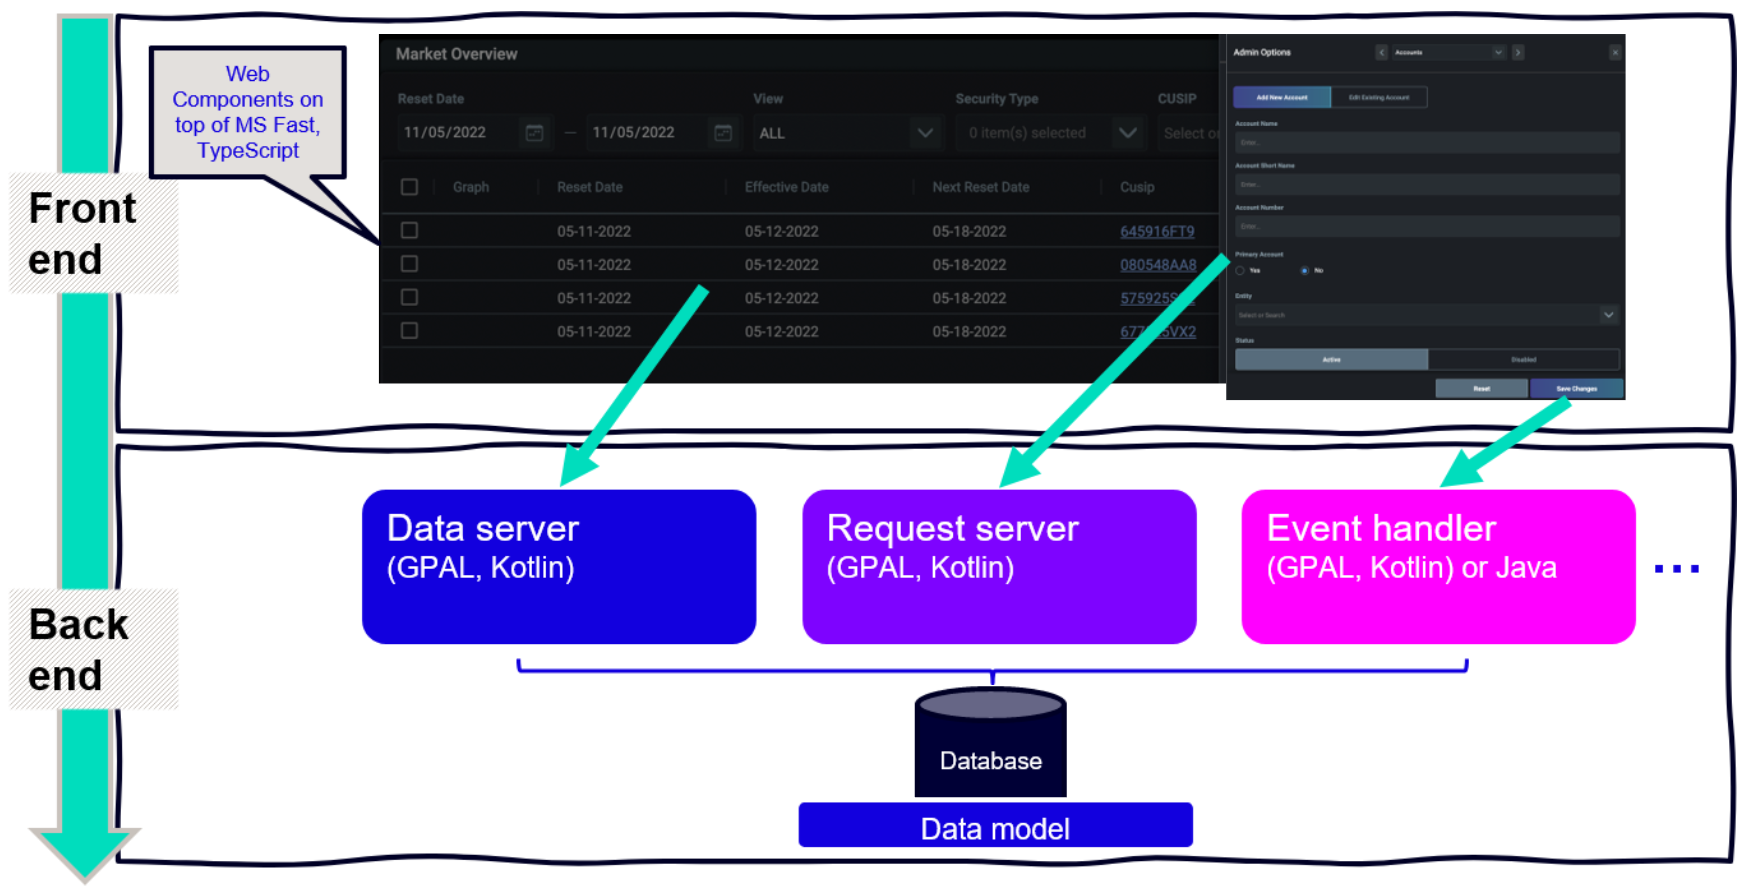 Web
Components on
top of MS Fast,
TypeScript
Front
end
Market Overview
Reset Date View Security Type CUSIP
11/05/2022 — 11/05/2022 ALL 0 item(s) selected Select
Graph Reset Date Effective Date Next Reset Date Cusip
05-11-2022 05-12-2022 05-18-2022 645916FT9
05-11-2022 05-12-2022 05-18-2022 080548AA8
05-11-2022 05-12-2022 05-18-2022
05-11-2022 05-12-2022 05-18-2022
Admin Options Accounts
Add New Account Edit Existing Account
Account Name
Enter...
Account Short Name
Enter...
Account Number
Enter...
Primary Account
Yes No
Entity
Select or Search
Status
Active Disabled
Reset Save Changes
Back
end
Data server
(GPAL, Kotlin)
Request server
(GPAL, Kotlin)
Event handler
(GPAL, Kotlin) or Java
...
Database
Data model